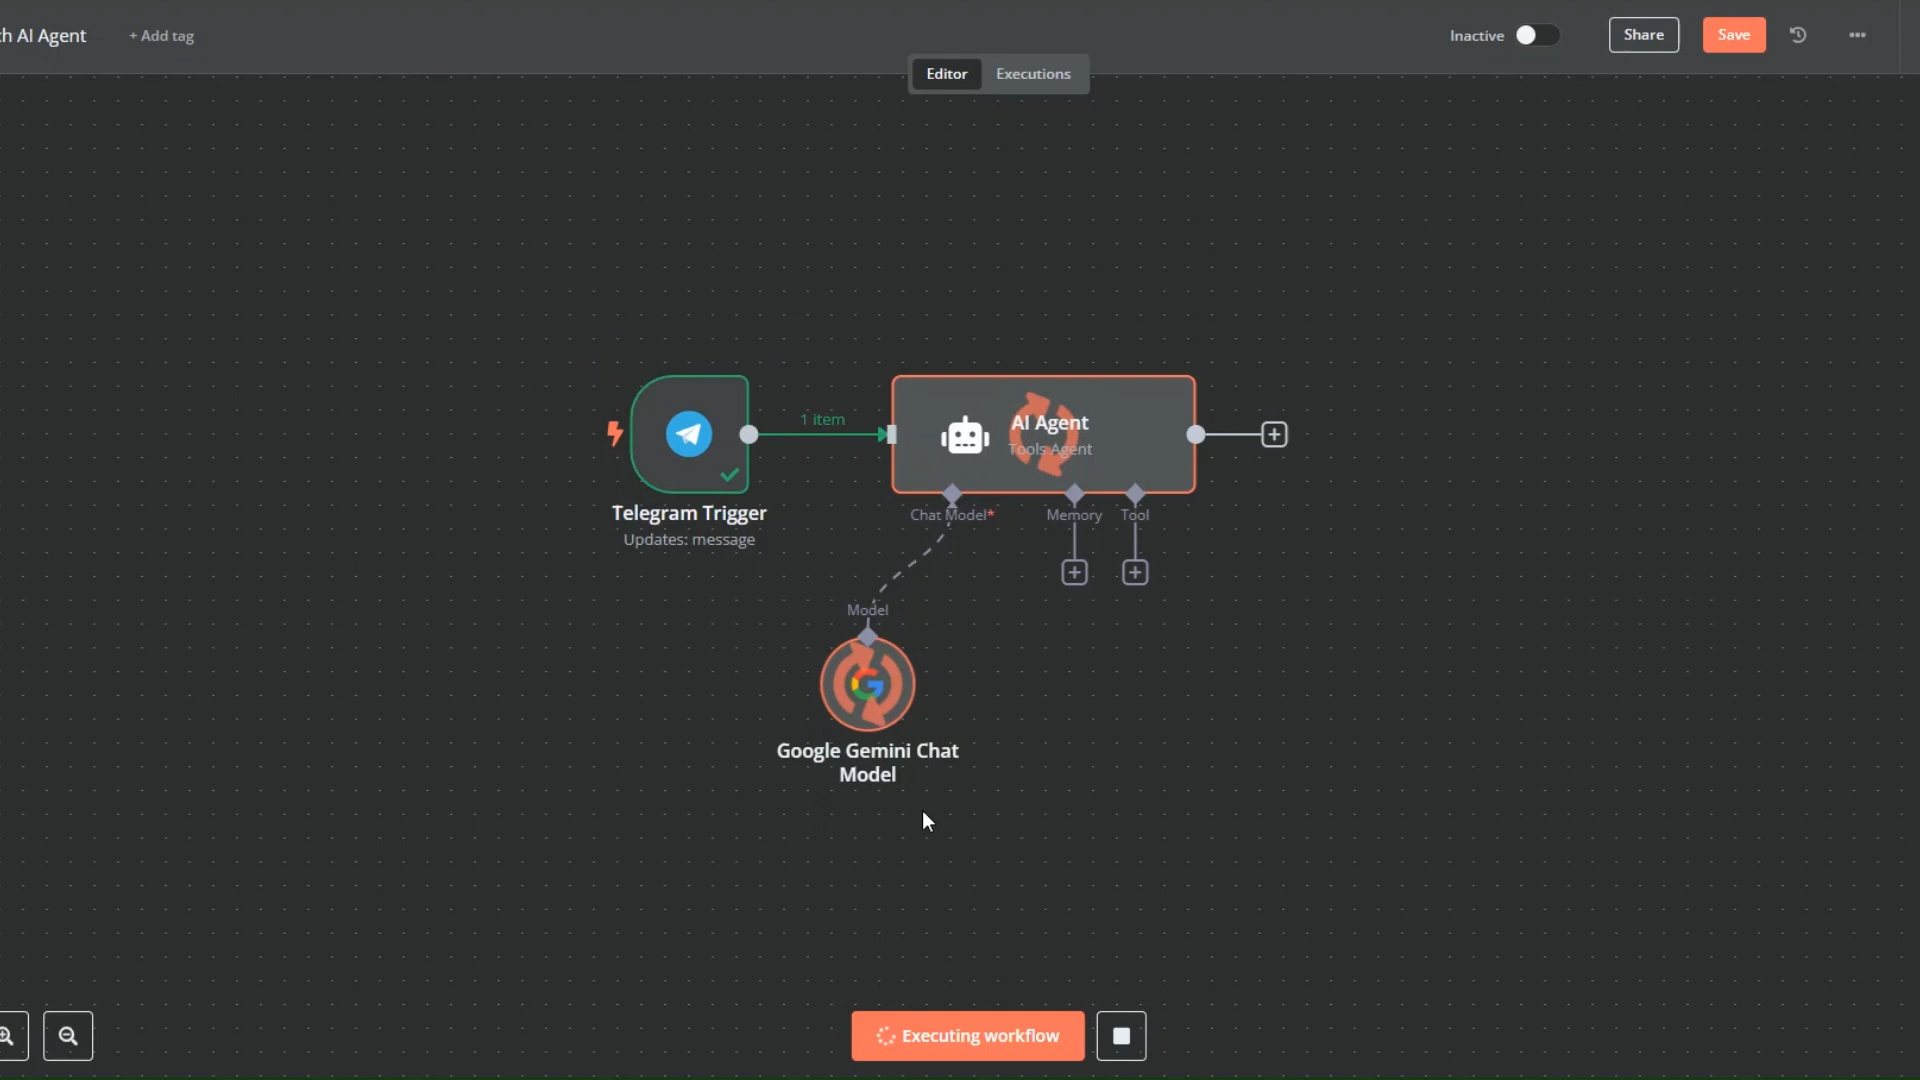 h AI Agent
+ Add tag
Inactive
Share
Save
Editor
Executions
1 item
AI Agent
Tools Agent
Telegram Trigger
Updates: message
Chat Model*
Memory
Tool
Model
Google Gemini Chat
Model
Executing workflow